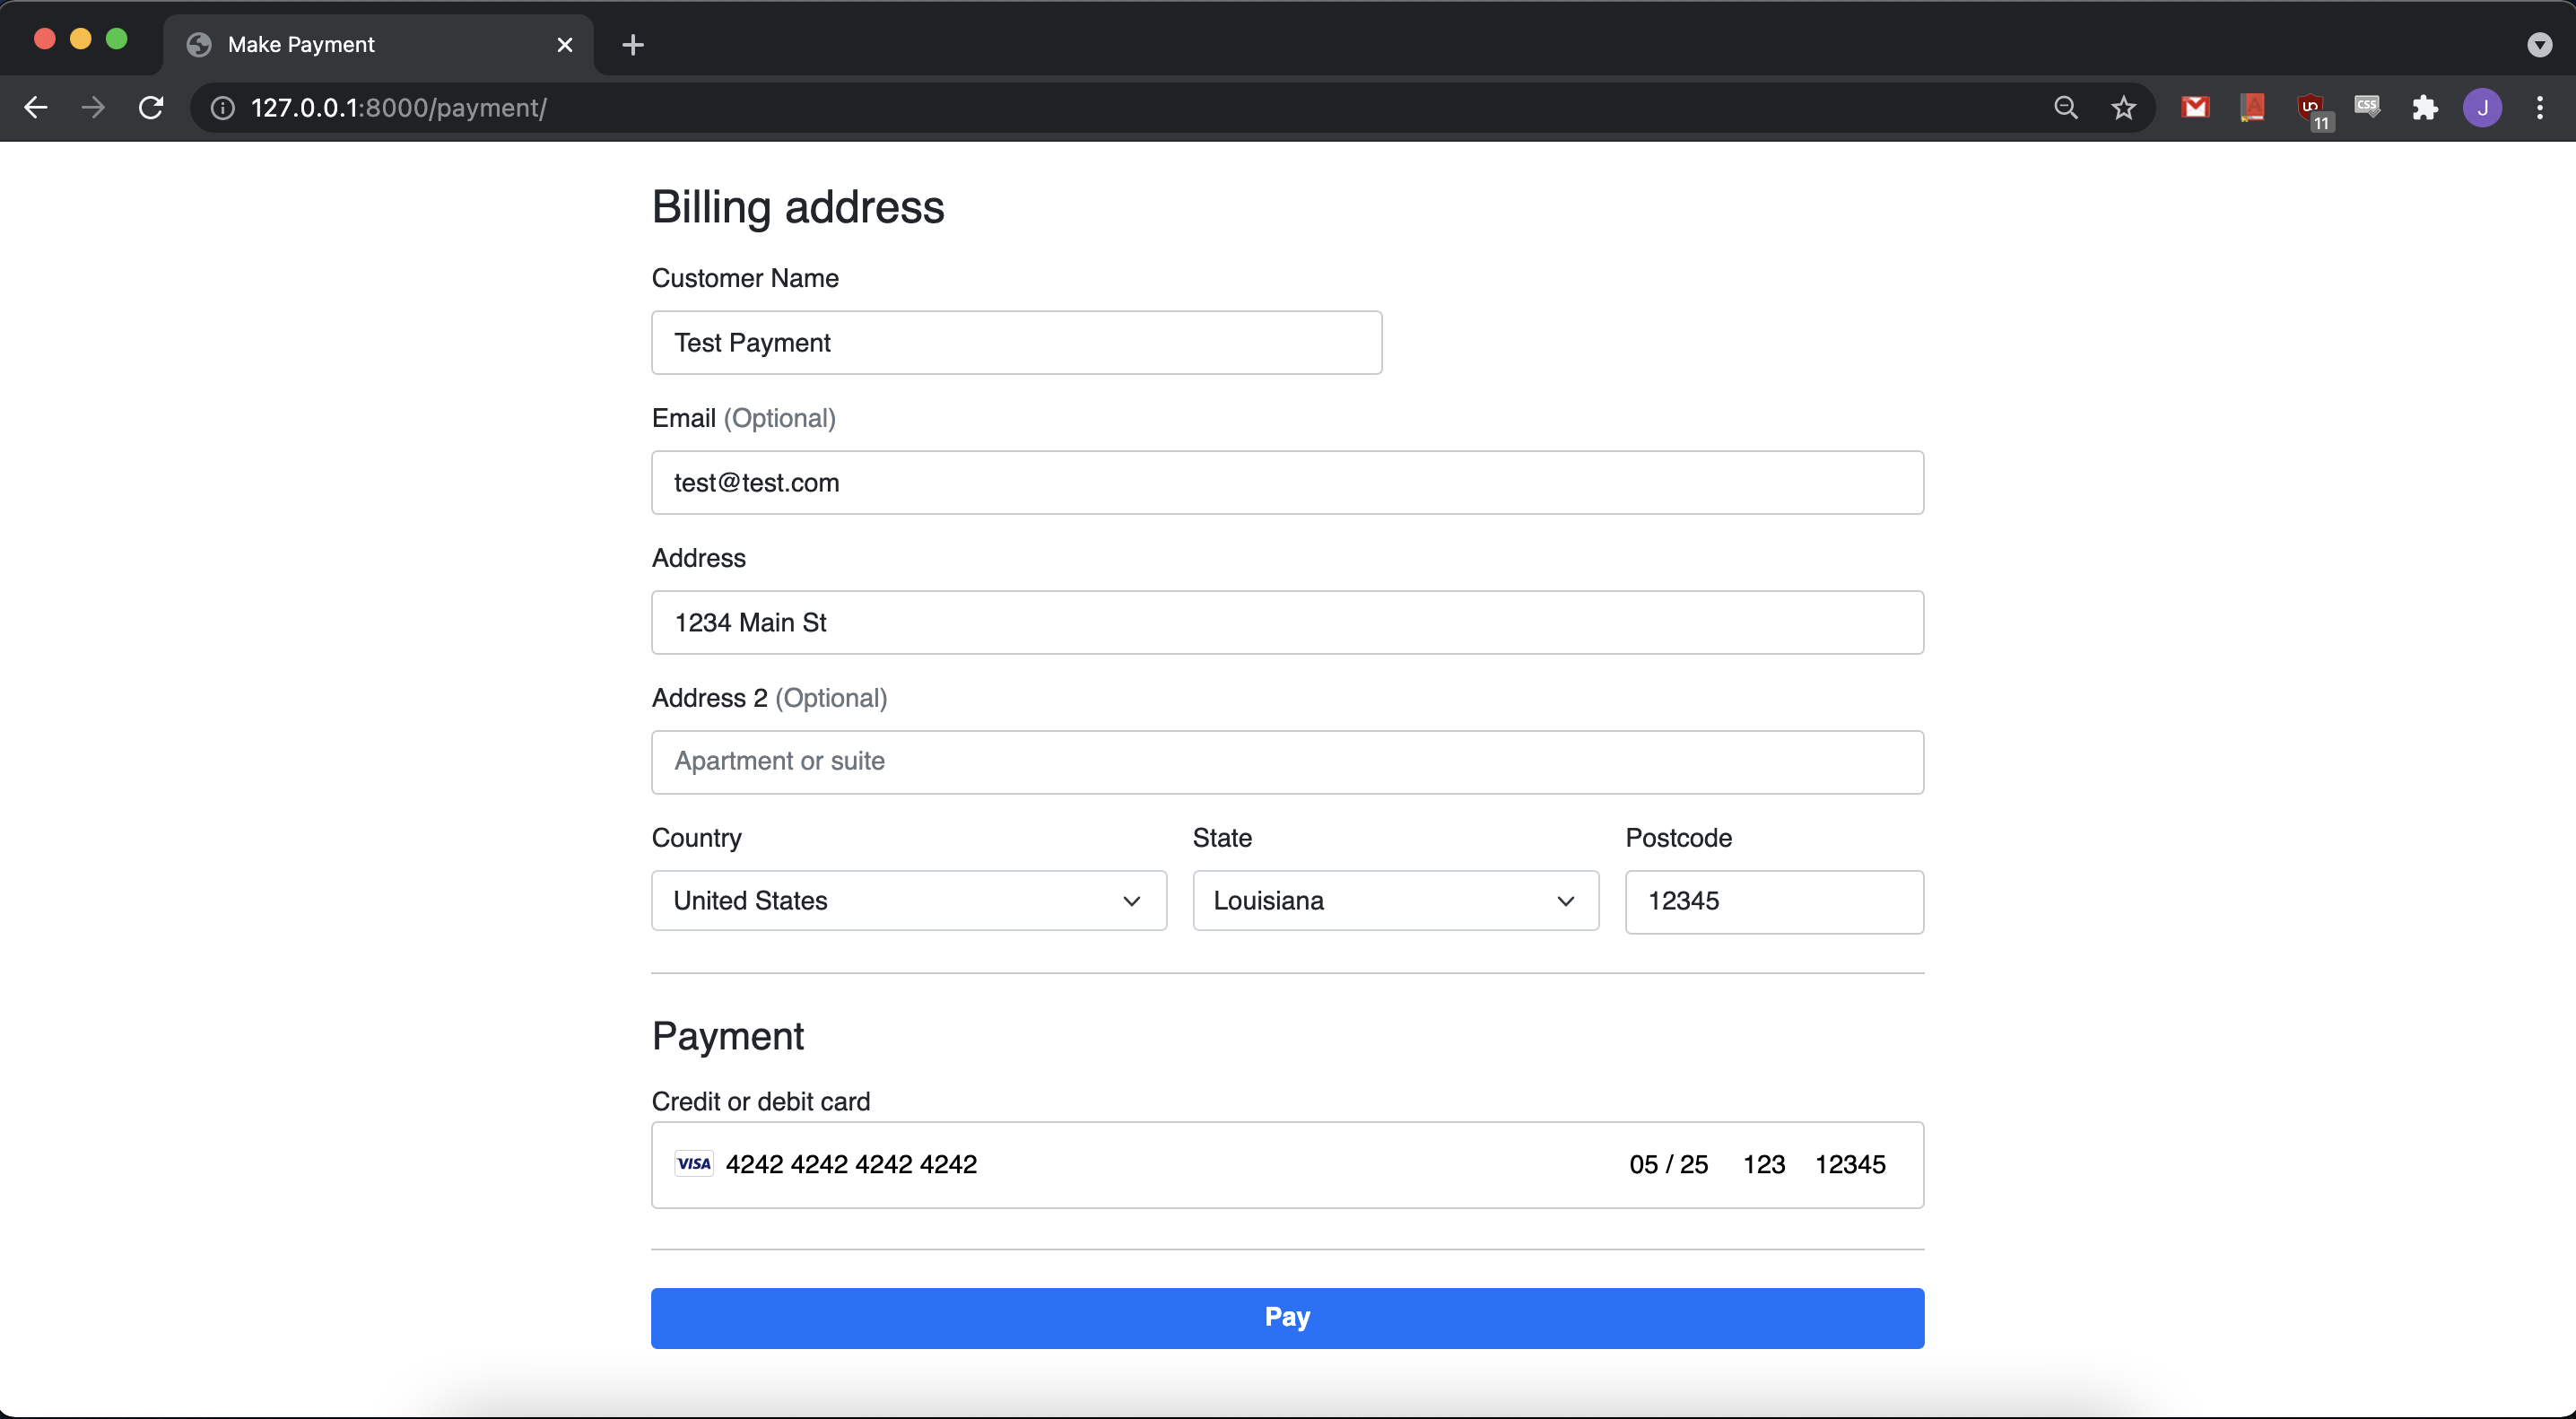 Make Payment
127.0.0.1:8000/payment/
UD
11
CSS
J
Billing address
Customer Name
Test Payment
Email (Optional)
test@test.com
Address
1234 Main St
Address 2 (Optional)
Apartment or suite
Country State Postcode
United States Louisiana 12345
Payment
Credit or debit card
VISA 4242 4242 4242 4242 05 / 25 123 12345
Pay